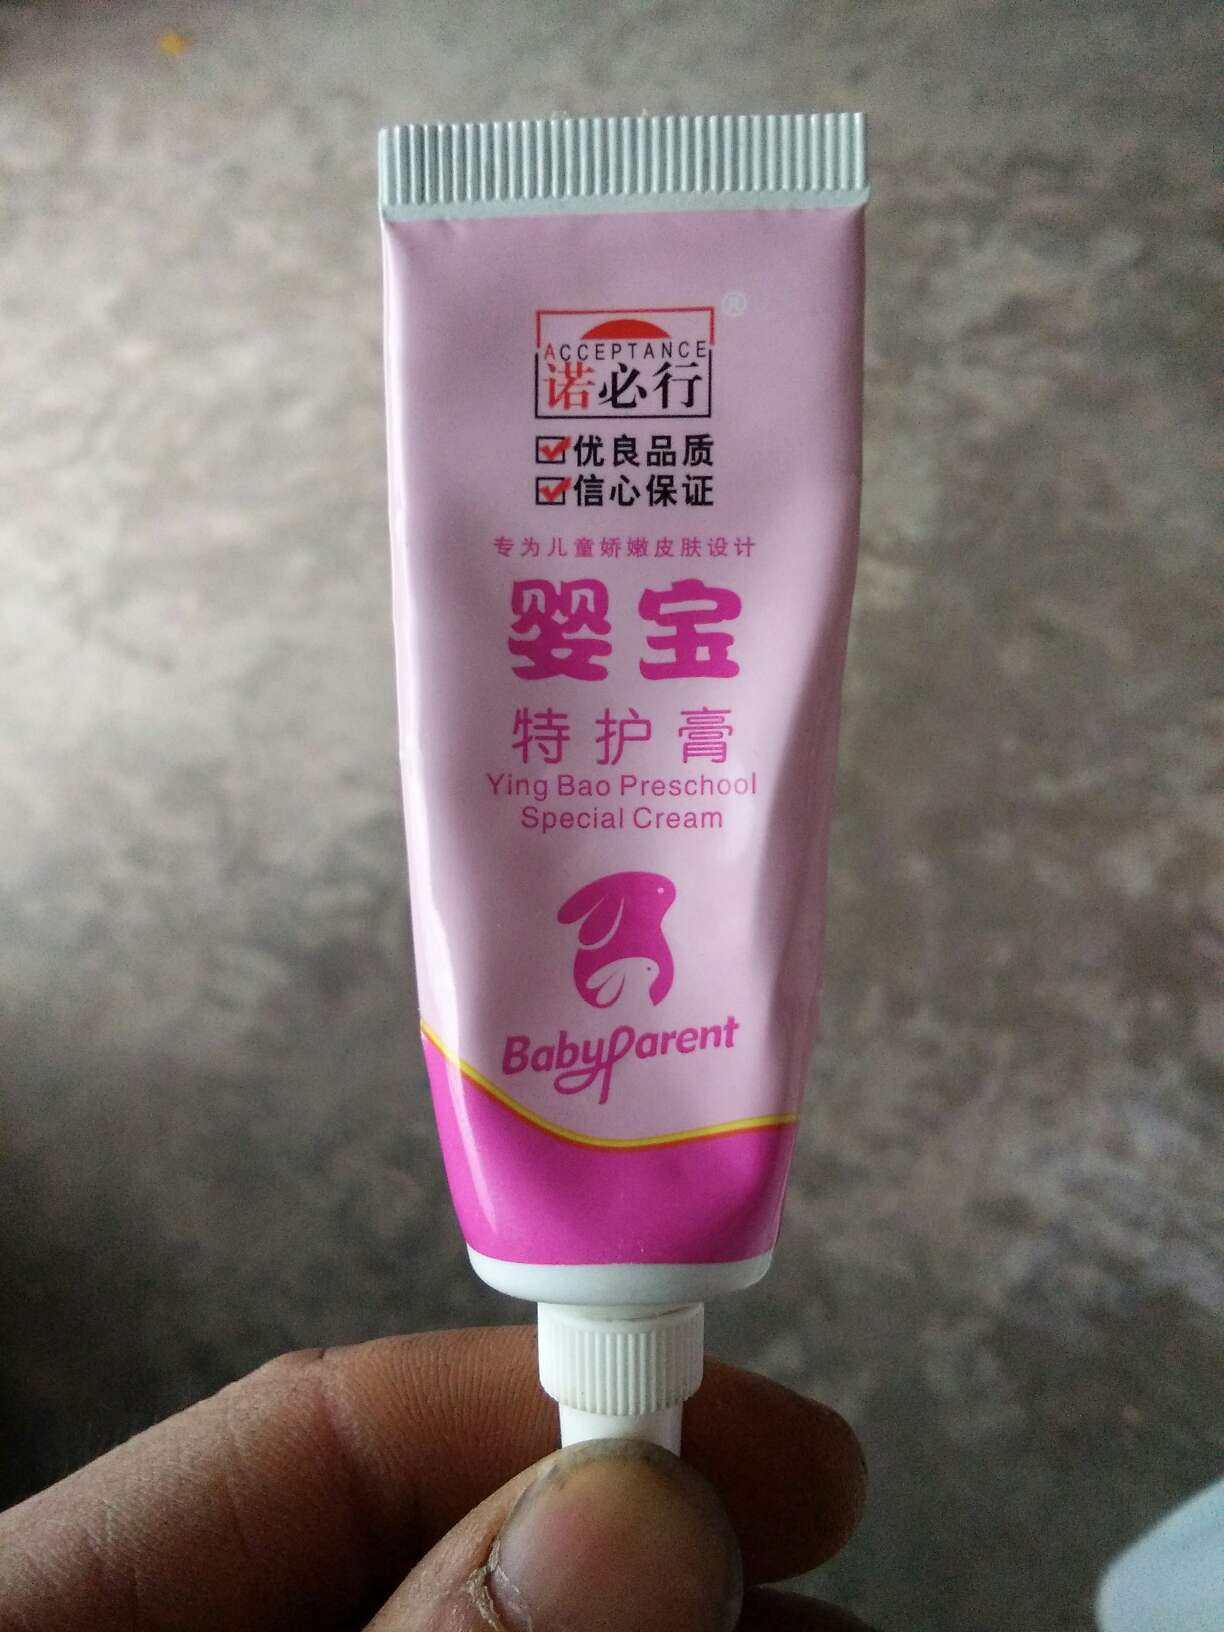 ®
ACCEPTANCE
诺必行
优良品质
信心保证
专为儿童娇嫩皮肤设计
婴宝
特护膏
Ying Bao Preschool
Special Cream
BabyParent